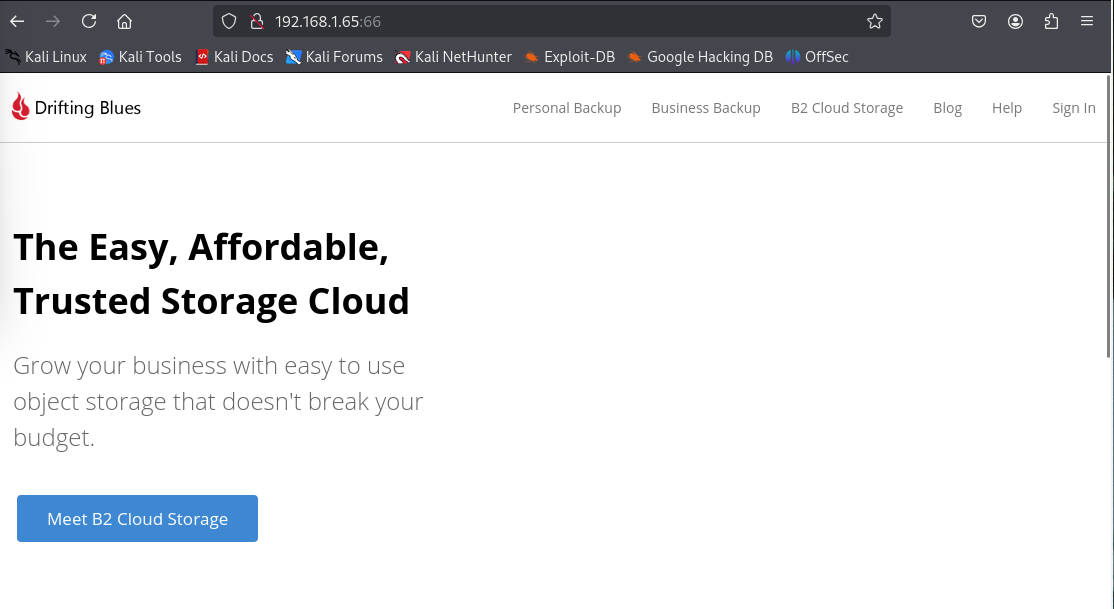 192.168.1.65:66
Kali Linux Kali Tools Kali Docs Kali Forums Kali NetHunter Exploit-DB Google Hacking DB OffSec
Drifting Blues Personal Backup Business Backup B2 Cloud Storage Blog Help Sign In
The Easy, Affordable,
Trusted Storage Cloud
Grow your business with easy to use
object storage that doesn't break your
budget.
Meet B2 Cloud Storage